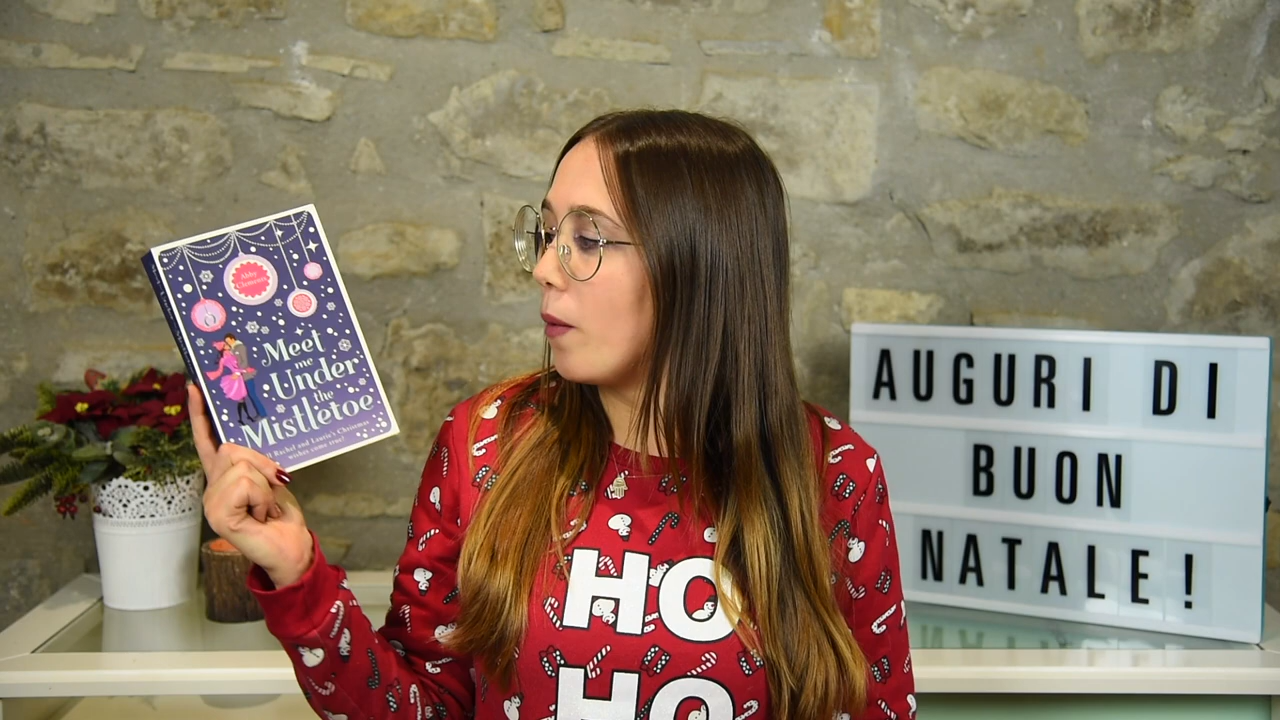 Abby
Clements
Meet
me
Under
the
Mistletoe
Rachel and Laurie's Christmas
wishes come true?
AUGURI DI
BUON
NATALE!
HO
HO